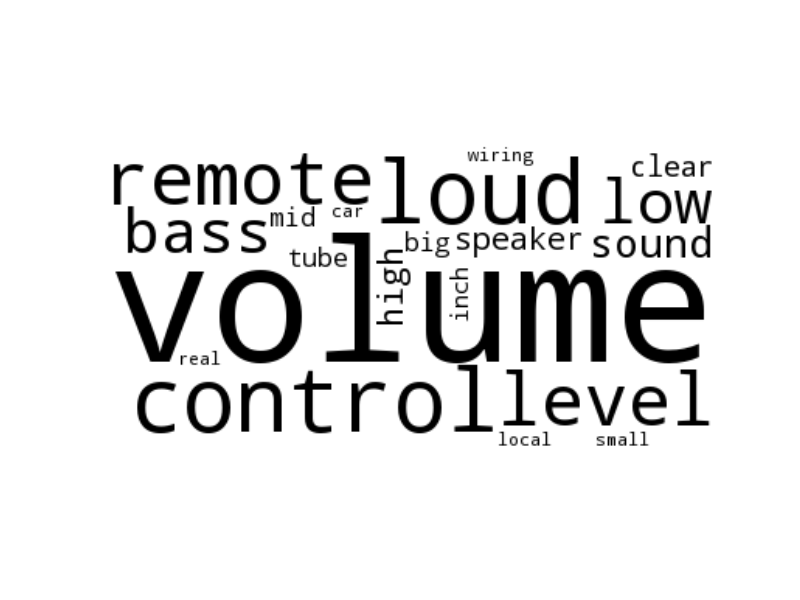 wiring
remote loud clear
bass mid car low
tube big speaker sound
volume
high inch
real
control level
local small